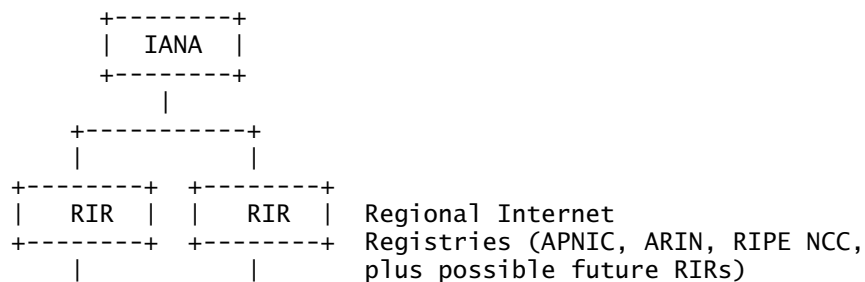 +--------+
|  IANA  |
+--------+
|
+-----------+
|           |
+--------+  +--------+
|   RIR  |  |   RIR  |  Regional Internet
+--------+  +--------+  Registries (APNIC, ARIN, RIPE NCC,
|           |       plus possible future RIRs)